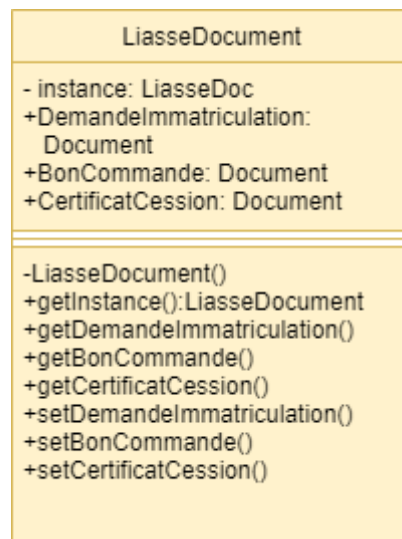 LiasseDocument
- instance: LiasseDoc
+DemandeImmatriculation:
Document
+BonCommande: Document
+CertificatCession: Document
-LiasseDocument()
+getInstance():LiasseDocument
+getDemandeImmatriculation()
+getBonCommande()
+getCertificatCession()
+setDemandeImmatriculation()
+setBonCommande()
+setCertificatCession()